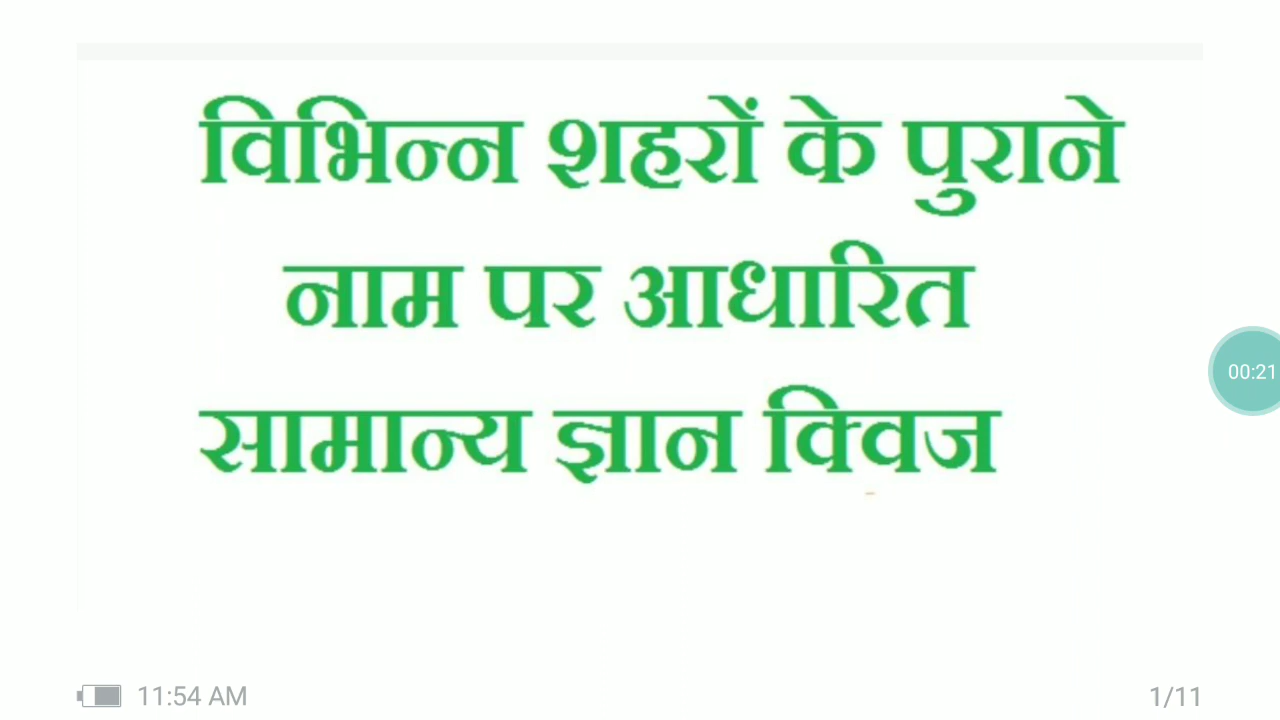 विभिन्न शहरों के पुराने
नाम पर आधारित
सामान्य ज्ञान क्विज
00:21
11:54 AM
1/11